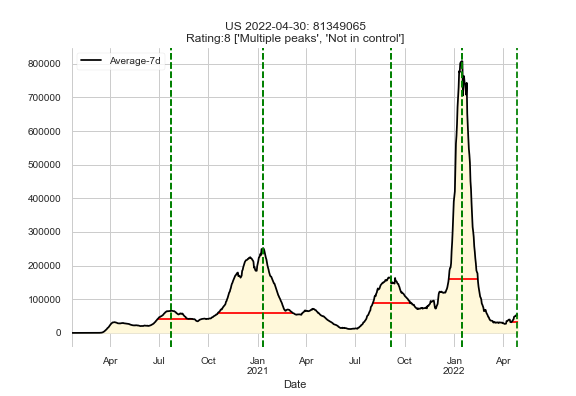 US 2022-04-30: 81349065
Rating:8 ['Multiple peaks', 'Not in control']
Average-7d
800000
700000
600000
500000
400000
300000
200000
100000
0
Apr Jul Oct Jan Apr Jul Oct Jan Apr
2021 2022
Date